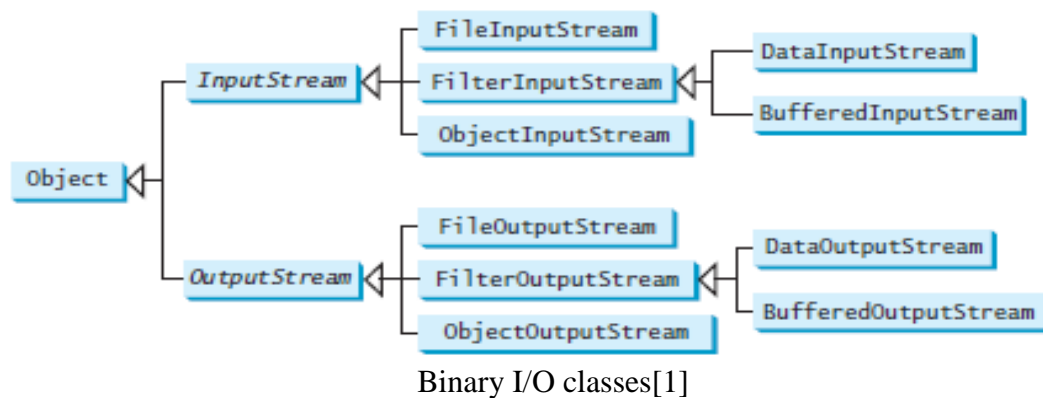 FileInputStream
DataInputStream
InputStream
FilterInputStream
BufferedInputStream
ObjectInputStream
Object
FileOutputStream
DataOutputStream
OutputStream
FilterOutputStream
BufferedOutputStream
ObjectOutputStream
Binary I/O classes[1]